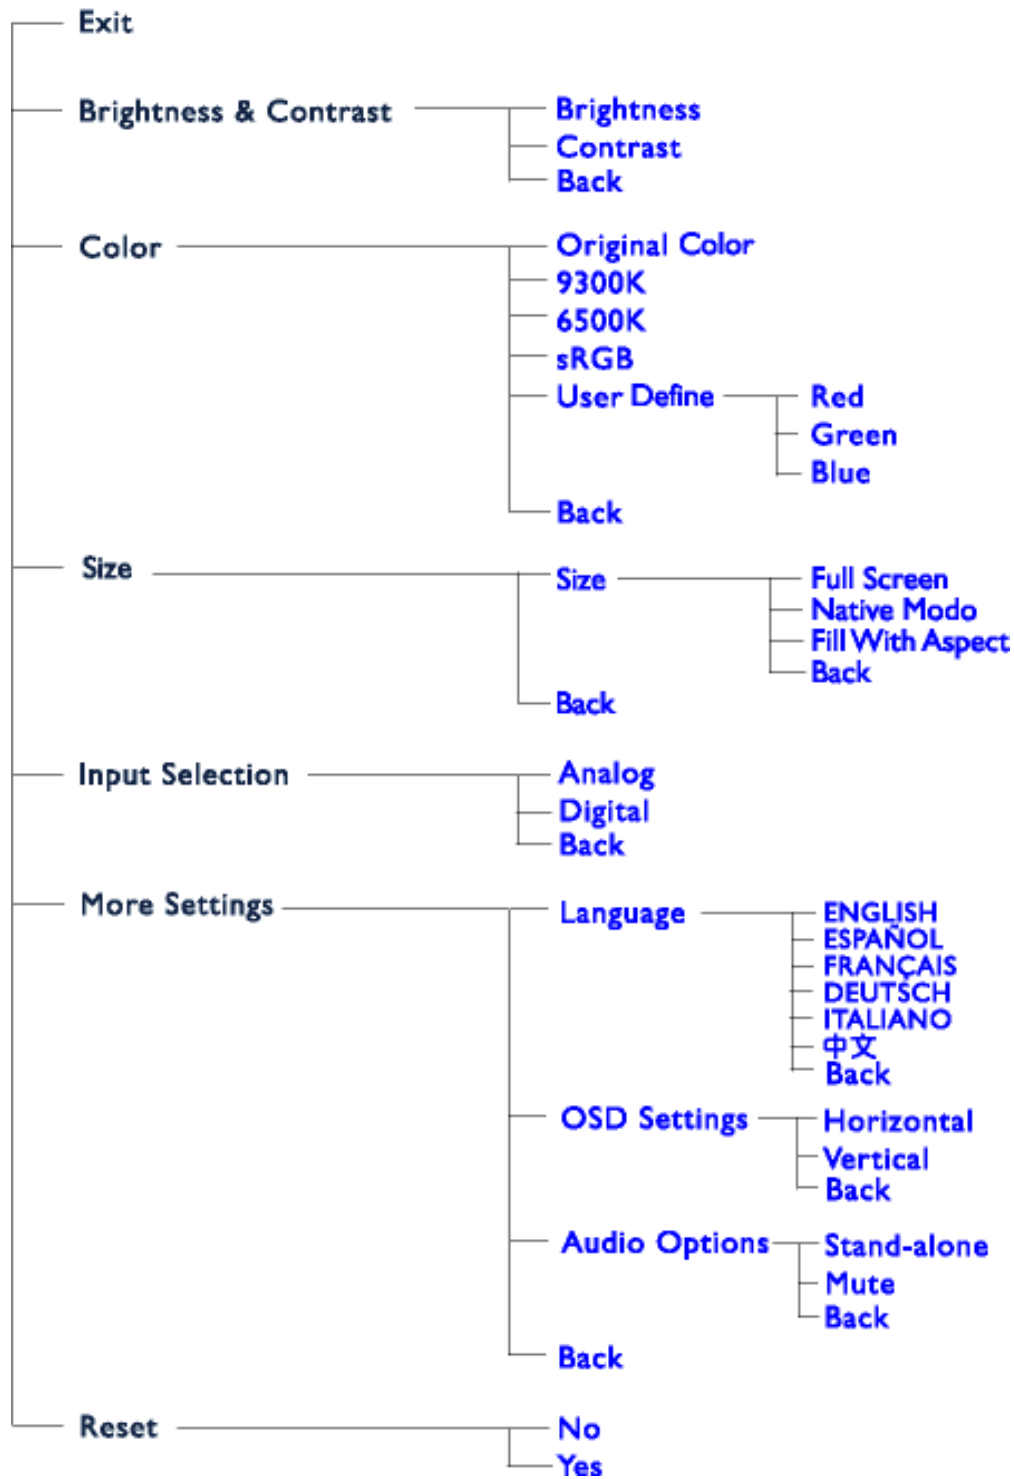 Exit
Brightness & Contrast
Brightness
Contrast
Back
Color
Original Color
9300K
6500K
sRGB
User Define
Red
Green
Blue
Back
Size
Size
Full Screen
Native Modo
Fill With Aspect
Back
Back
Input Selection
Analog
Digital
Back
More Settings
Language
ENGLISH
ESPAÑOL
FRANÇAIS
DEUTSCH
ITALIANO
中文
Back
OSD Settings
Horizontal
Vertical
Back
Audio Options
Stand-alone
Mute
Back
Back
Reset
No
Yes